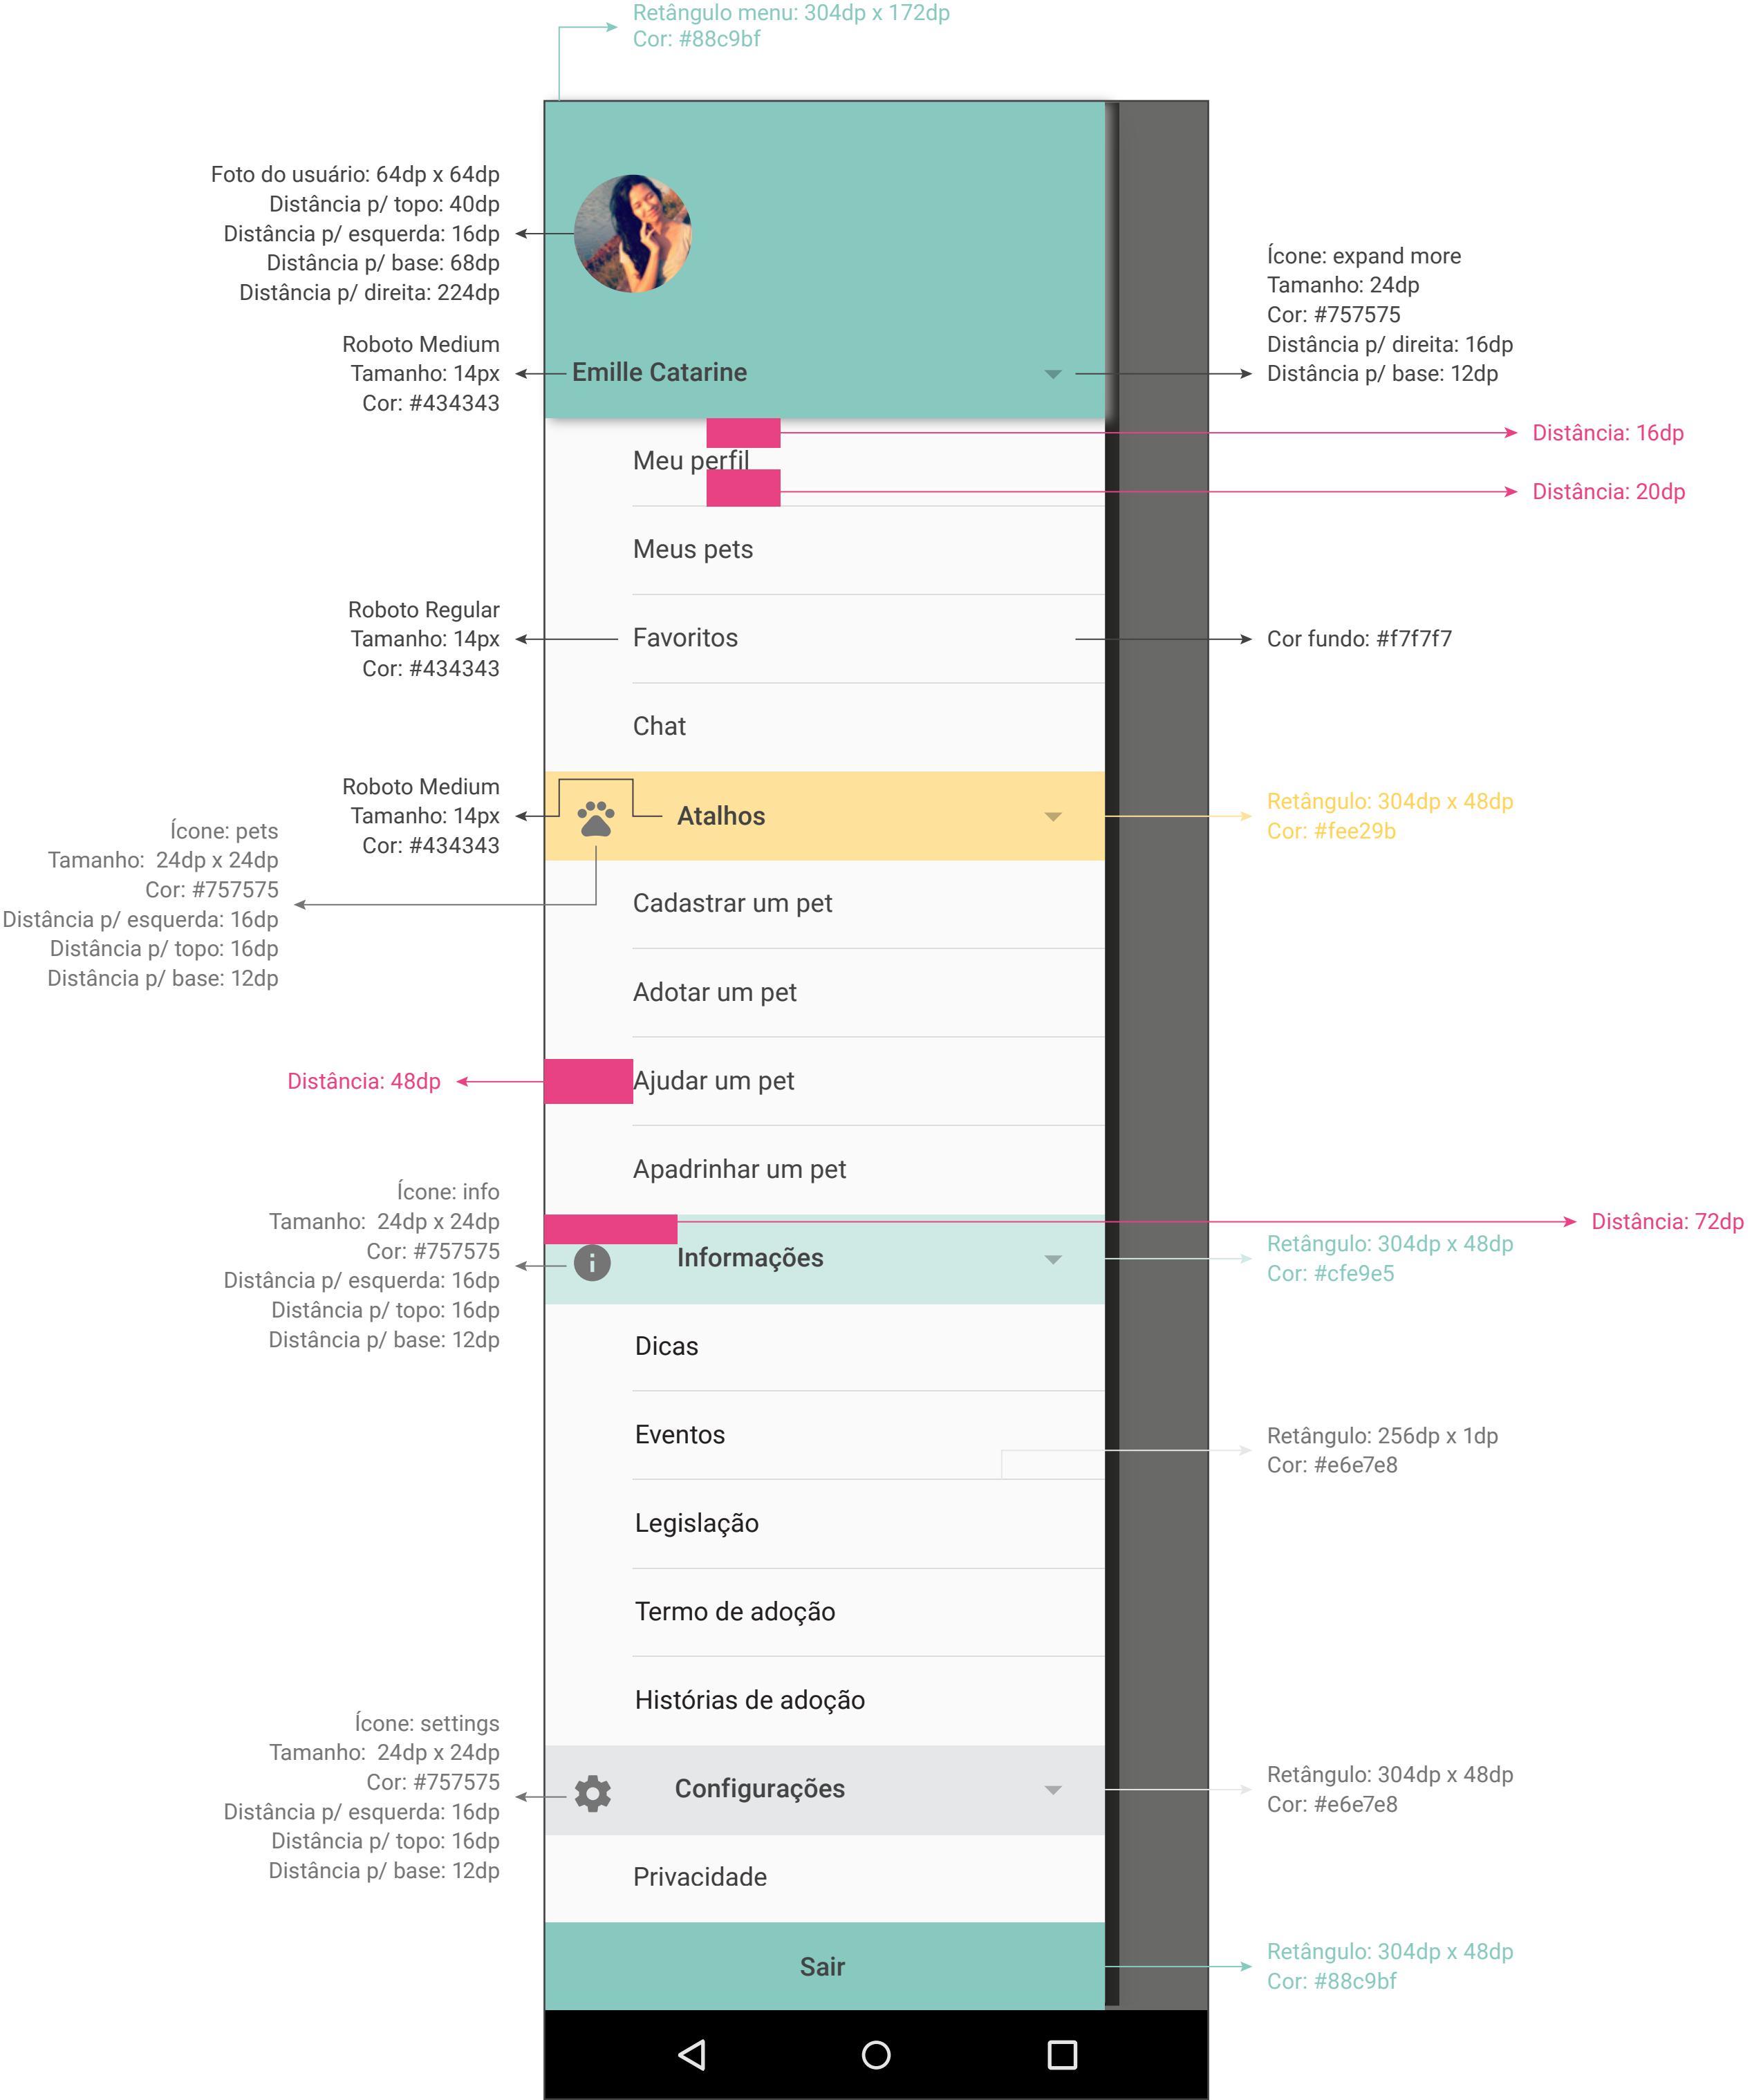 Retângulo menu: 304dp x 172dp
Cor: #88c9bf
Foto do usuário: 64dp x 64dp
Distância p/ topo: 40dp
Distância p/ esquerda: 16dp
Distância p/ base: 68dp
Distância p/ direita: 224dp
Ícone: expand more
Tamanho: 24dp
Cor: #757575
Distância p/ direita: 16dp
Distância p/ base: 12dp
Roboto Medium
Tamanho: 14px
Cor: #434343
Emille Catarine
Distância: 16dp
Meu perfil
Distância: 20dp
Meus pets
Roboto Regular
Tamanho: 14px
Cor: #434343
Favoritos
Cor fundo: #f7f7f7
Chat
Roboto Medium
Tamanho: 14px
Cor: #434343
Atalhos
Retângulo: 304dp x 48dp
Cor: #fee29b
Ícone: pets
Tamanho:  24dp x 24dp
Cor: #757575
Distância p/ esquerda: 16dp
Distância p/ topo: 16dp
Distância p/ base: 12dp
Cadastrar um pet
Adotar um pet
Distância: 48dp
Ajudar um pet
Apadrinhar um pet
Ícone: info
Tamanho:  24dp x 24dp
Cor: #757575
Distância p/ esquerda: 16dp
Distância p/ topo: 16dp
Distância p/ base: 12dp
Distância: 72dp
Informações
Retângulo: 304dp x 48dp
Cor: #cfe9e5
Dicas
Eventos
Retângulo: 256dp x 1dp
Cor: #e6e7e8
Legislação
Termo de adoção
Histórias de adoção
Ícone: settings
Tamanho:  24dp x 24dp
Cor: #757575
Distância p/ esquerda: 16dp
Distância p/ topo: 16dp
Distância p/ base: 12dp
Configurações
Retângulo: 304dp x 48dp
Cor: #e6e7e8
Privacidade
Sair
Retângulo: 304dp x 48dp
Cor: #88c9bf